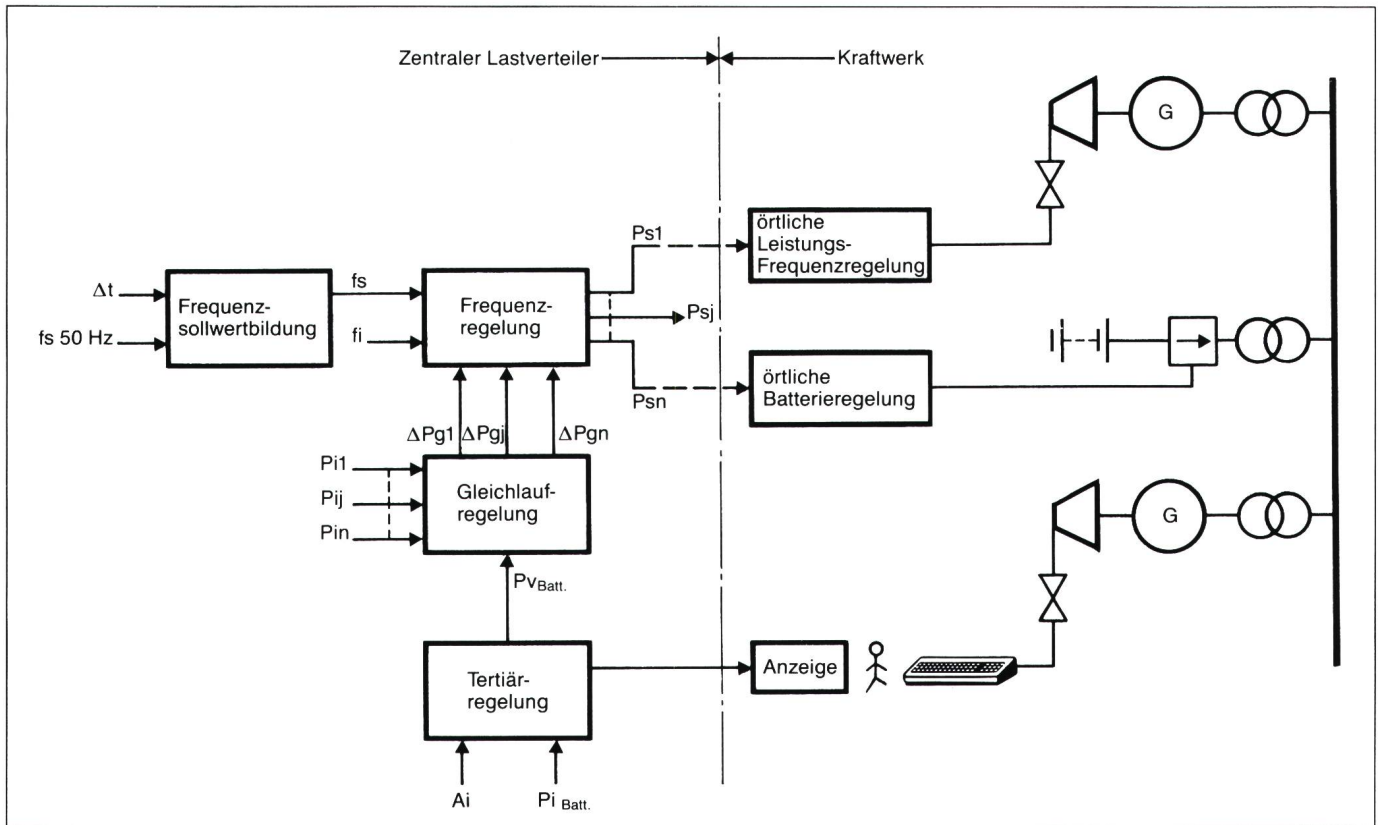 Zentraler Lastverteiler
Kraftwerk
G
örtliche
Leistungs-
Frequenzregelung
Ps1
Δt
fs 50 Hz
Frequenz-
sollwertbildung
fs
fi
Frequenz-
regelung
Psj
Psn
örtliche
Batterieregelung
ΔPg1 ΔPgj ΔPgn
Pi1
Pij
Pin
Gleichlauf-
regelung
G
PvBatt.
Tertiär-
regelung
Anzeige
Ai
Pi Batt.